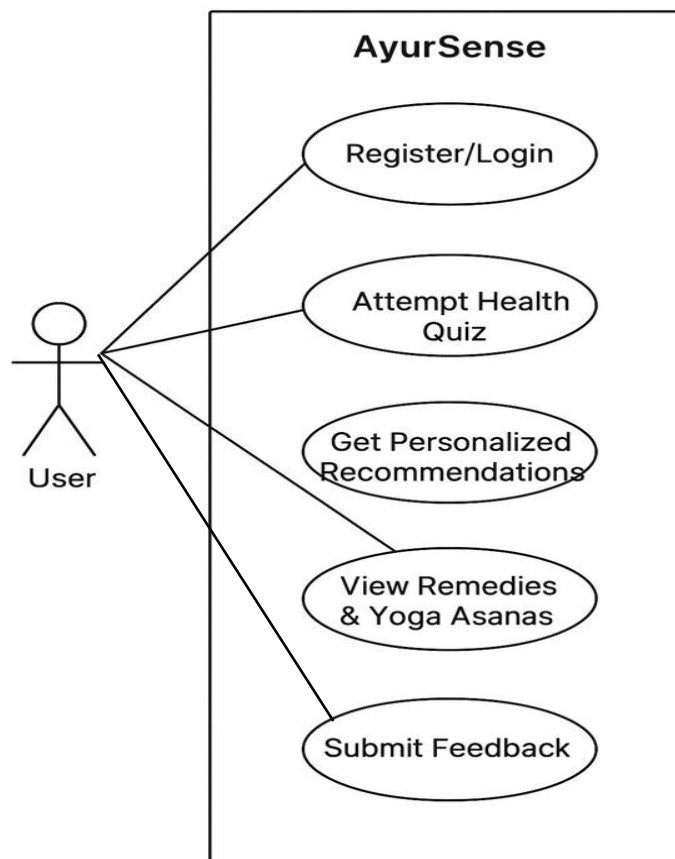 AyurSense
Register/Login
Attempt Health
Quiz
Get Personalized
Recommendations
User
View Remedies
& Yoga Asanas
Submit Feedback